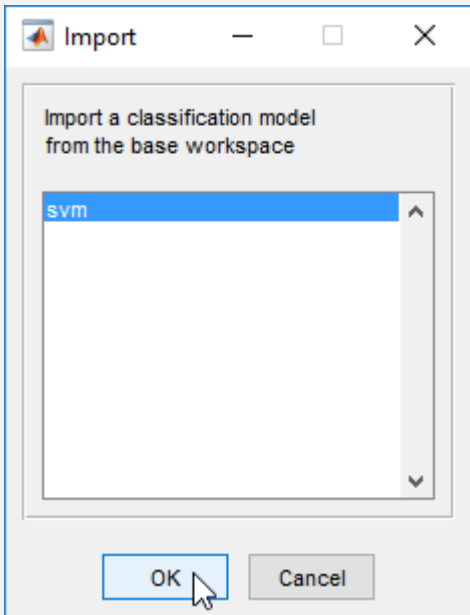 Import
Import a classification model
from the base workspace
svm
OK
Cancel